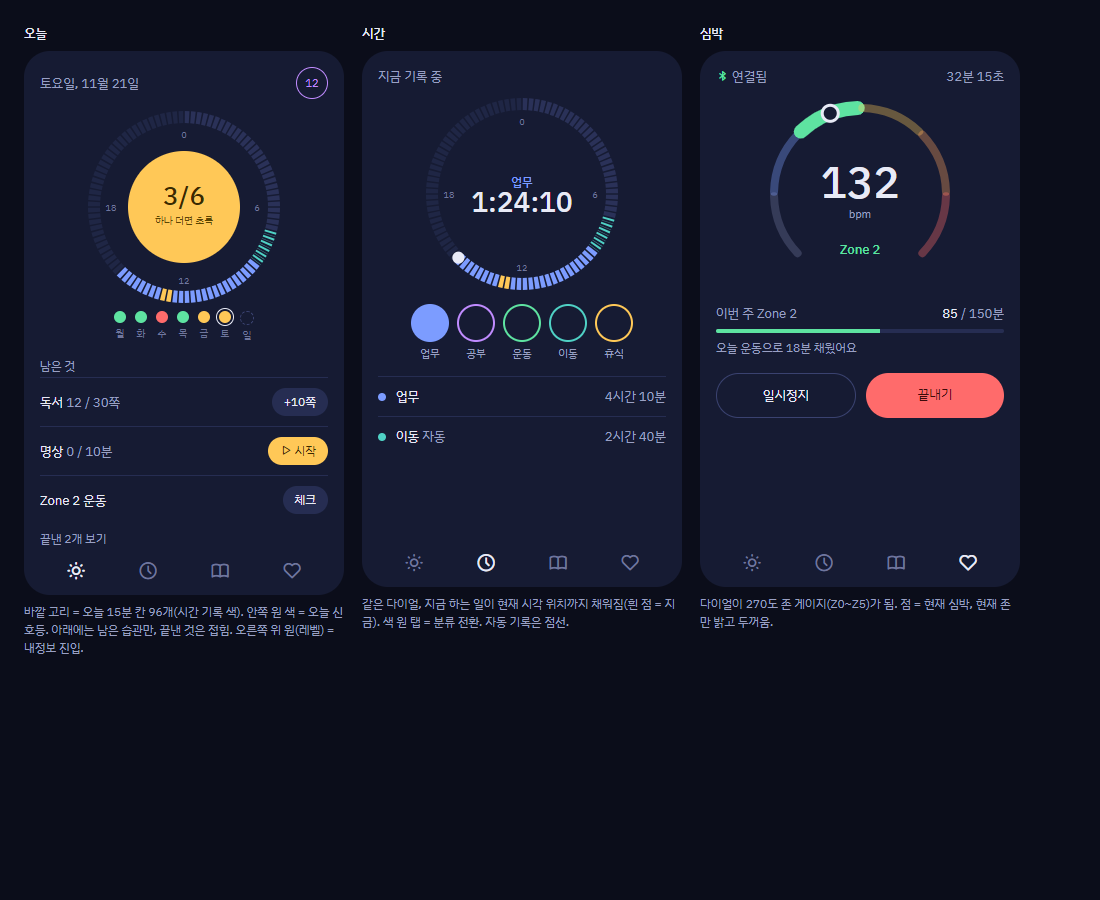 오늘
토요일, 11월 21일
12
0
18
6
12
3/6
하나 더면 초록
월 화 수 목 금 토 일
남은 것
독서 12 / 30쪽
+10쪽
명상 0 / 10분
시작
Zone 2 운동
체크
끝낸 2개 보기
바깥 고리 = 오늘 15분 칸 96개(시간 기록 색). 안쪽 원 색 = 오늘 신
호등. 아래에는 남은 습관만, 끝낸 것은 접힘. 오른쪽 위 원(레벨) =
내정보 진입.
시간
지금 기록 중
0
18
6
12
업무
1:24:10
업무 공부 운동 이동 휴식
업무
4시간 10분
이동 자동
2시간 40분
같은 다이얼, 지금 하는 일이 현재 시각 위치까지 채워짐(흰 점 = 지
금). 색 원 탭 = 분류 전환. 자동 기록은 점선.
심박
연결됨
32분 15초
132
bpm
Zone 2
이번 주 Zone 2
85 / 150분
오늘 운동으로 18분 채웠어요
일시정지
끝내기
다이얼이 270도 존 게이지(Z0~Z5)가 됨. 점 = 현재 심박, 현재 존
만 밝고 두꺼움.